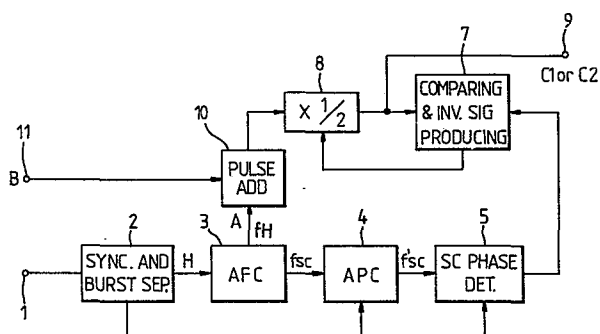 9
7
8
C1 or C2
COMPARING
& INV. SIG
PRODUCING
X 1/2
10
11
B
PULSE
ADD
A
fH
2
3
4
5
SYNC. AND
BURST SEP.
H
AFC
fsc
APC
f'sc
SC PHASE
DET.
1